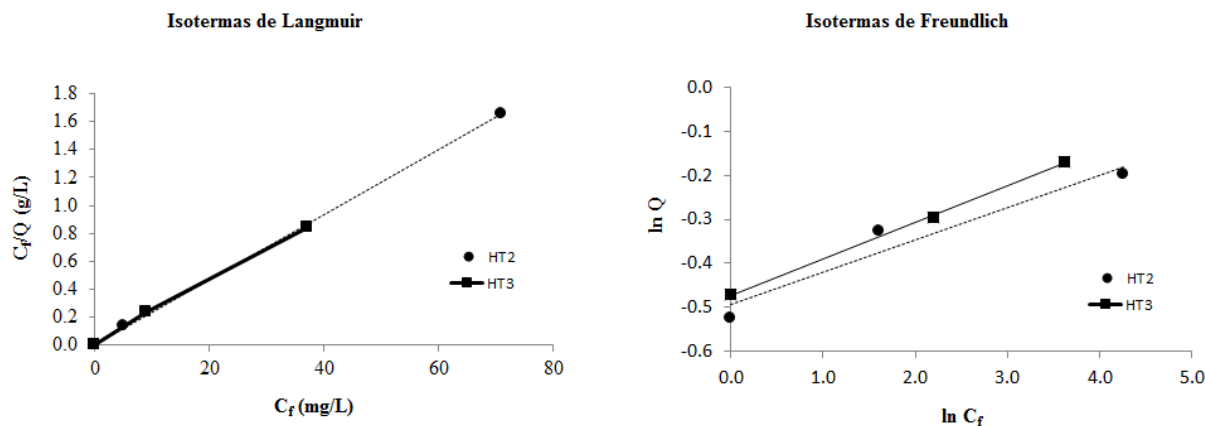 Isotermas de Langmuir
1.8
1.6
1.4
1.2
1.0
0.8
0.6
0.4
0.2
0.0
C_f/Q (g/L)
HT2
HT3
0 20 40 60 80
C_f (mg/L)
Isotermas de Freundlich
0.0
-0.1
-0.2
-0.3
-0.4
-0.5
-0.6
ln Q
HT2
HT3
0.0 1.0 2.0 3.0 4.0 5.0
ln C_f